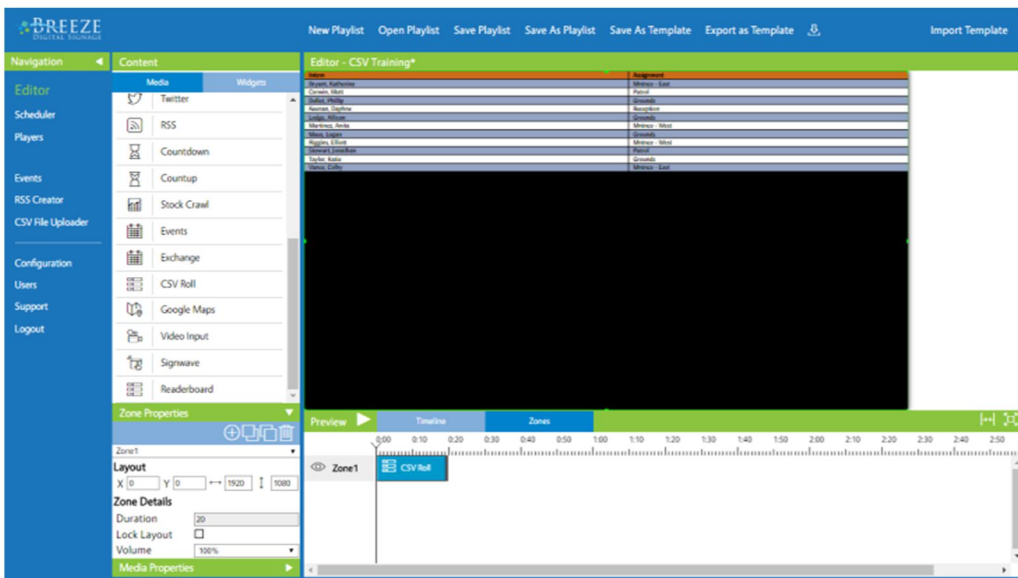 BREEZE
DIGITAL SIGNAGE
New Playlist Open Playlist Save Playlist Save As Playlist Save As Template Export as Template Import Template
Navigation
Editor
Scheduler
Players
Events
RSS Creator
CSV File Uploader
Configuration
Users
Support
Logout
Content
Media Widgets
Twitter
RSS
Countdown
Countup
Stock Crawl
Events
Exchange
CSV Roll
Google Maps
Video Input
Signwave
Readerboard
Zone Properties
Zone1
Layout
X 0 Y 0 1920 1080
Zone Details
Duration 20
Lock Layout
Volume 100%
Media Properties
Editor - CSV Training*
Intern Assignment
Bryant, Katherine Mntnce - East
Corwin, Matt Patrol
Grounds
Keenan, Daphne Reception
Lodge, Allison Grounds
Martinez, Anita Mntnce - West
Maus, Logan Grounds
Riggins, Elliott Mntnce - West
Stewart, Jonathan Patrol
Taylor, Katie Grounds
Vance, Colby Mntnce - East
Preview Timeline Zones
0:00 0:10 0:20 0:30 0:40 0:50 1:00 1:10 1:20 1:30 1:40 1:50 2:00 2:10 2:20 2:30 2:40 2:50
Zone1 CSV Roll